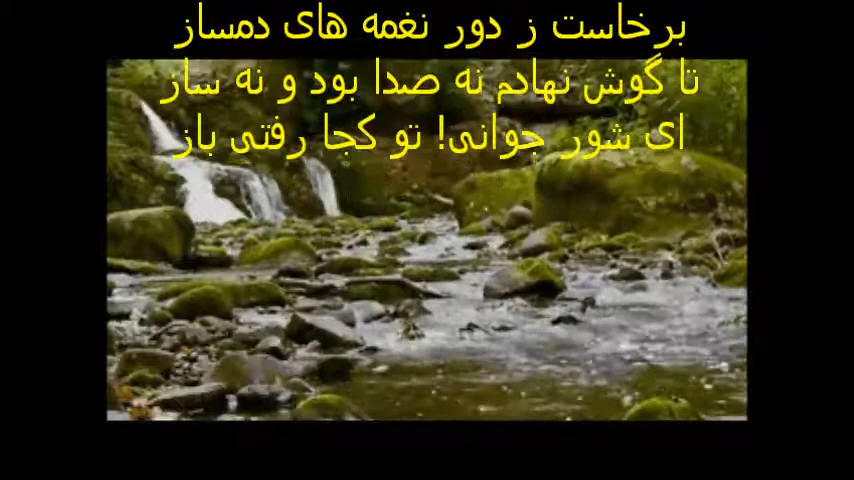 برخاست ز دور نغمه های دمساز
تا گوش نهادم نه صدا بود و نه ساز
ای شور جوانی! تو کجا رفتی باز